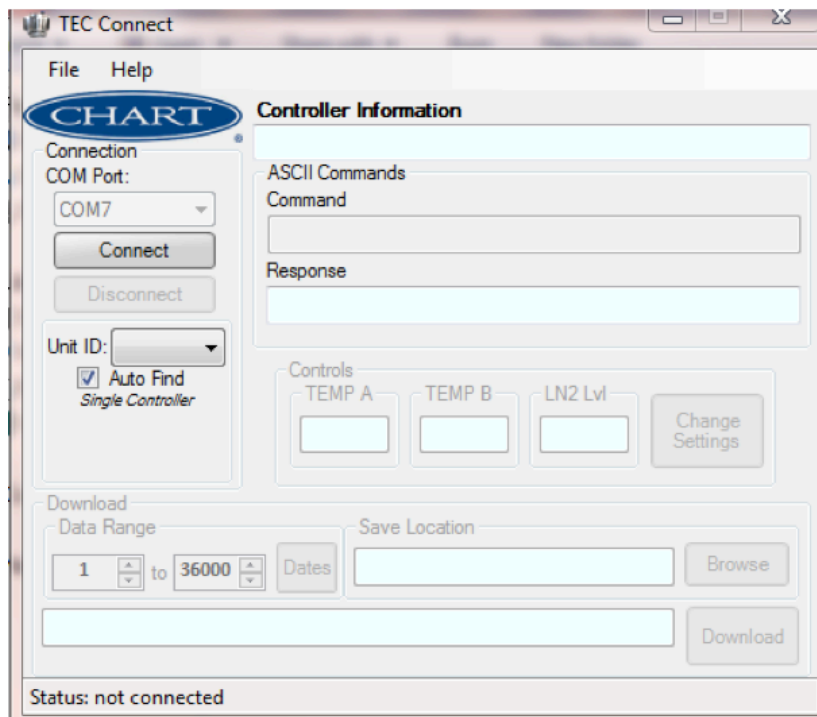 TEC Connect
File Help
CHART
®
Controller Information
Connection
COM Port:
COM7
Connect
Disconnect
Unit ID:
Auto Find
Single Controller
ASCII Commands
Command
Response
Controls
TEMP A TEMP B LN2 Lvl
Change
Settings
Download
Data Range
1 to 36000 Dates
Save Location
Browse
Download
Status: not connected